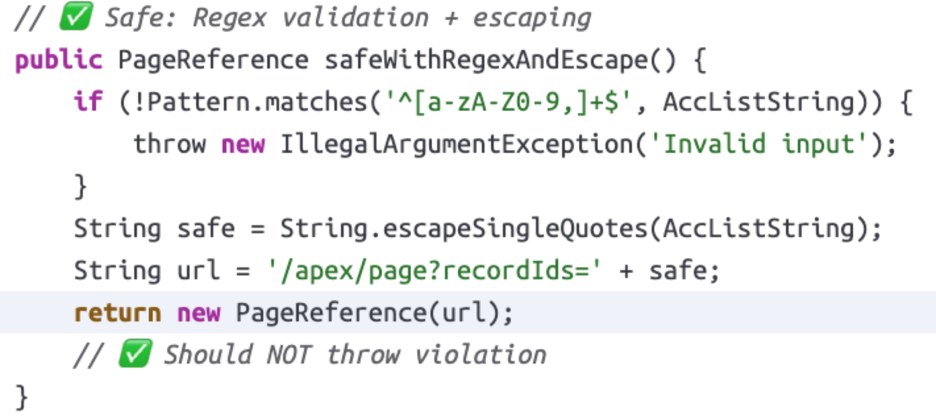 // ✅ Safe: Regex validation + escaping
public PageReference safeWithRegexAndEscape() {
    if (!Pattern.matches('^[a-zA-Z0-9,]+$', AccListString)) {
        throw new IllegalArgumentException('Invalid input');
    }
    String safe = String.escapeSingleQuotes(AccListString);
    String url = '/apex/page?recordIds=' + safe;
    return new PageReference(url);
    // ✅ Should NOT throw violation
}